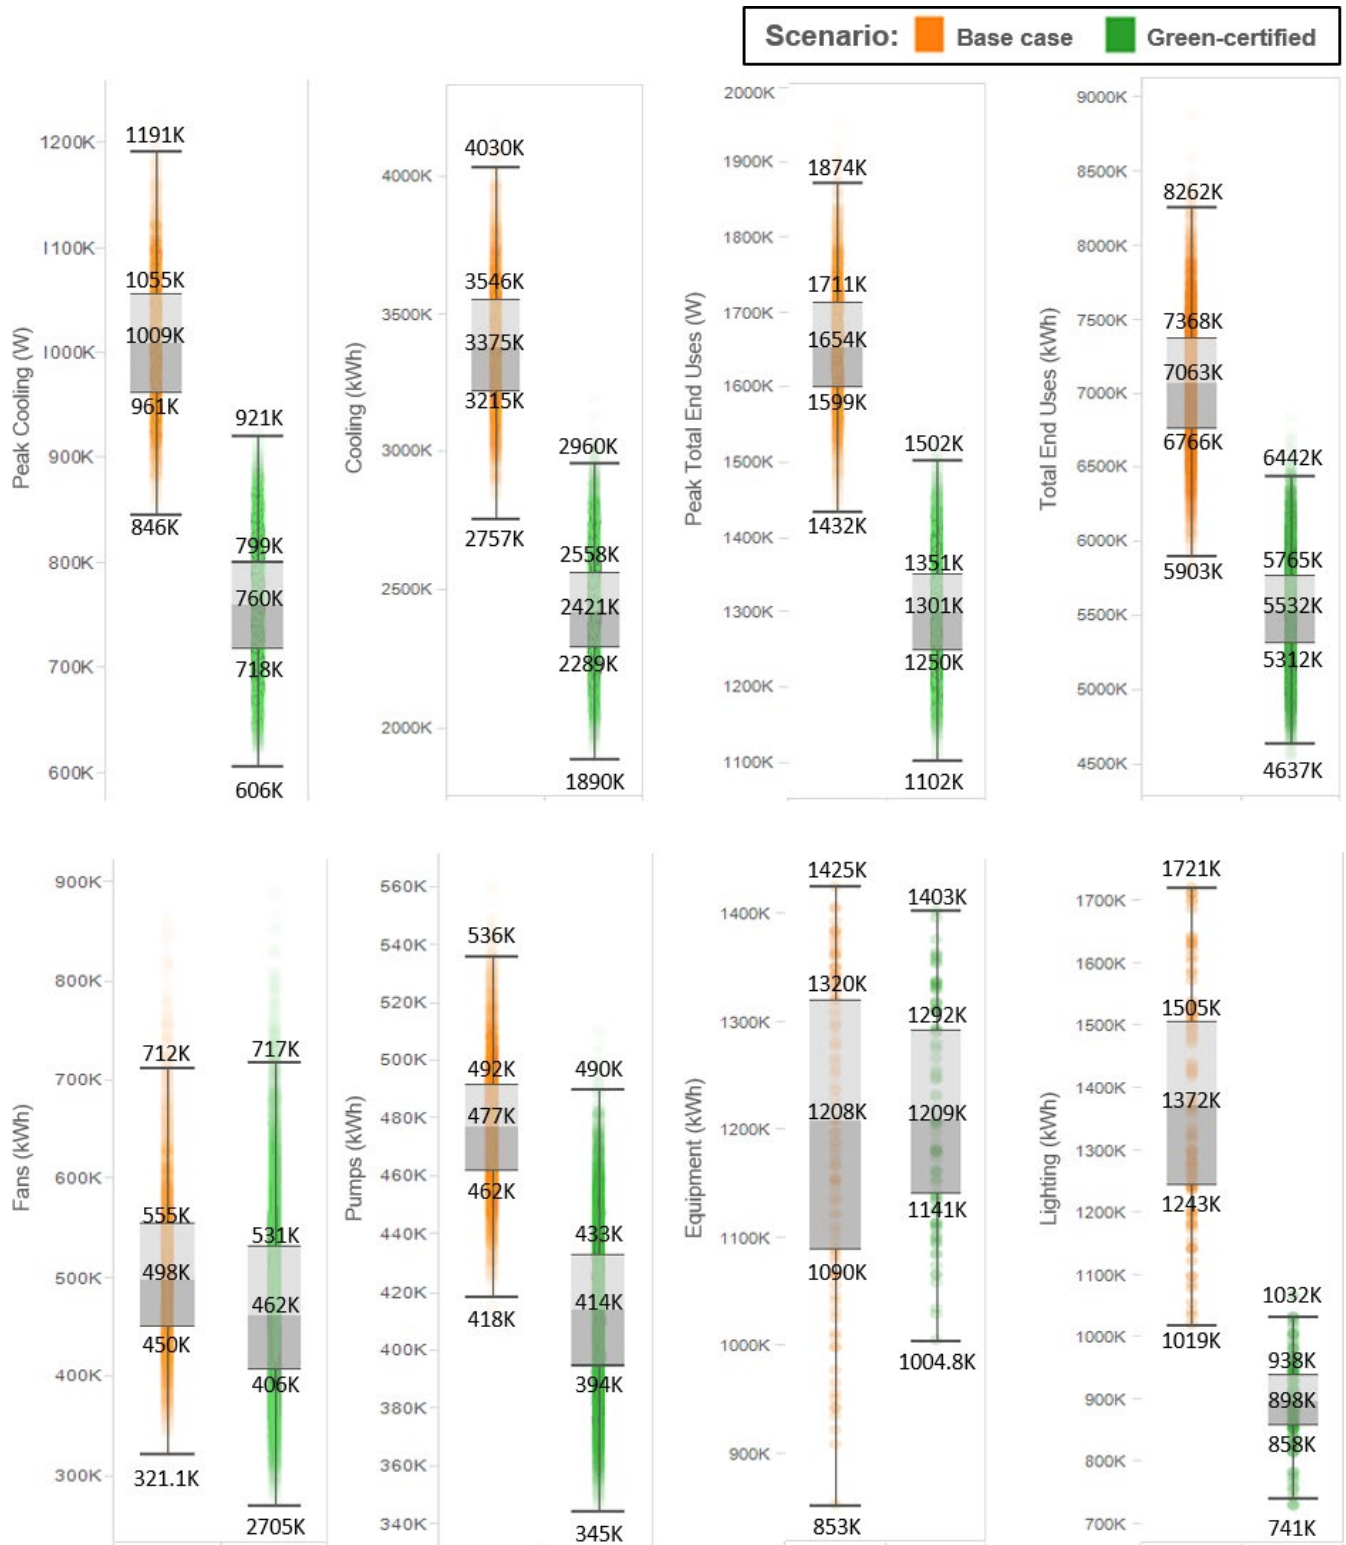 Scenario: Base case Green-certified
Peak Cooling (W)
1200K
1100K
1000K
900K
800K
700K
600K
1191K
1055K
1009K
961K
846K
921K
799K
760K
718K
606K
Cooling (kWh)
4000K
3500K
3000K
2500K
2000K
4030K
3546K
3375K
3215K
2757K
2960K
2558K
2421K
2289K
1890K
Peak Total End Uses (W)
2000K
1900K
1800K
1700K
1600K
1500K
1400K
1300K
1200K
1100K
1874K
1711K
1654K
1599K
1432K
1502K
1351K
1301K
1250K
1102K
Total End Uses (kWh)
9000K
8500K
8000K
7500K
7000K
6500K
6000K
5500K
5000K
4500K
8262K
7368K
7063K
6766K
5903K
6442K
5765K
5532K
5312K
4637K
Fans (kWh)
900K
800K
700K
600K
500K
400K
300K
712K
555K
498K
450K
321.1K
717K
531K
462K
406K
2705K
Pumps (kWh)
560K
540K
520K
500K
480K
460K
440K
420K
400K
380K
360K
340K
536K
492K
477K
462K
418K
490K
433K
414K
394K
345K
Equipment (kWh)
1400K
1300K
1200K
1100K
1000K
900K
1425K
1320K
1208K
1090K
853K
1403K
1292K
1209K
1141K
1004.8K
Lighting (kWh)
1700K
1600K
1500K
1400K
1300K
1200K
1100K
1000K
900K
800K
700K
1721K
1505K
1372K
1243K
1019K
1032K
938K
898K
858K
741K